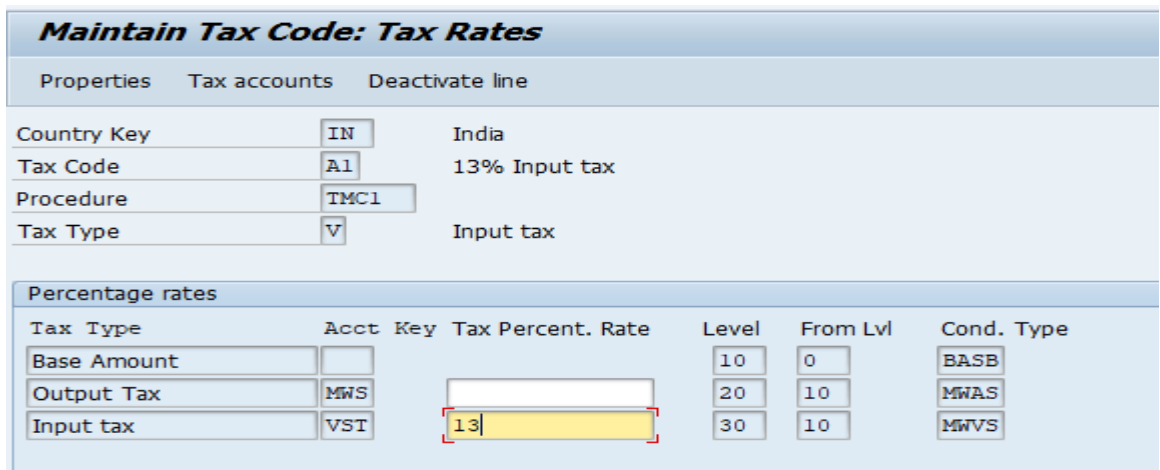 Maintain Tax Code: Tax Rates
Properties Tax accounts Deactivate line
Country Key IN India
Tax Code A1 13% Input tax
Procedure TMC1
Tax Type V Input tax
Percentage rates
Tax Type Acct Key Tax Percent. Rate Level From Lvl Cond. Type
Base Amount 10 0 BASB
Output Tax MWS 20 10 MWAS
Input tax VST 13 30 10 MWVS